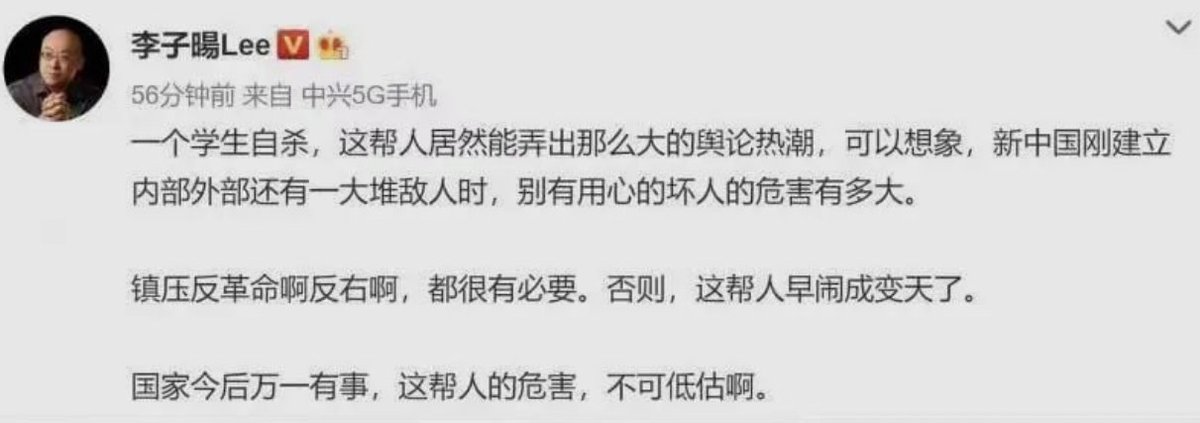 李子暘Lee
56分钟前 来自 中兴5G手机
一个学生自杀，这帮人居然能弄出那么大的舆论热潮，可以想象，新中国刚建立
内部外部还有一大堆敌人时，别有用心的坏人的危害有多大。
镇压反革命啊反右啊，都很有必要。否则，这帮人早闹成变天了。
国家今后万一有事，这帮人的危害，不可低估啊。